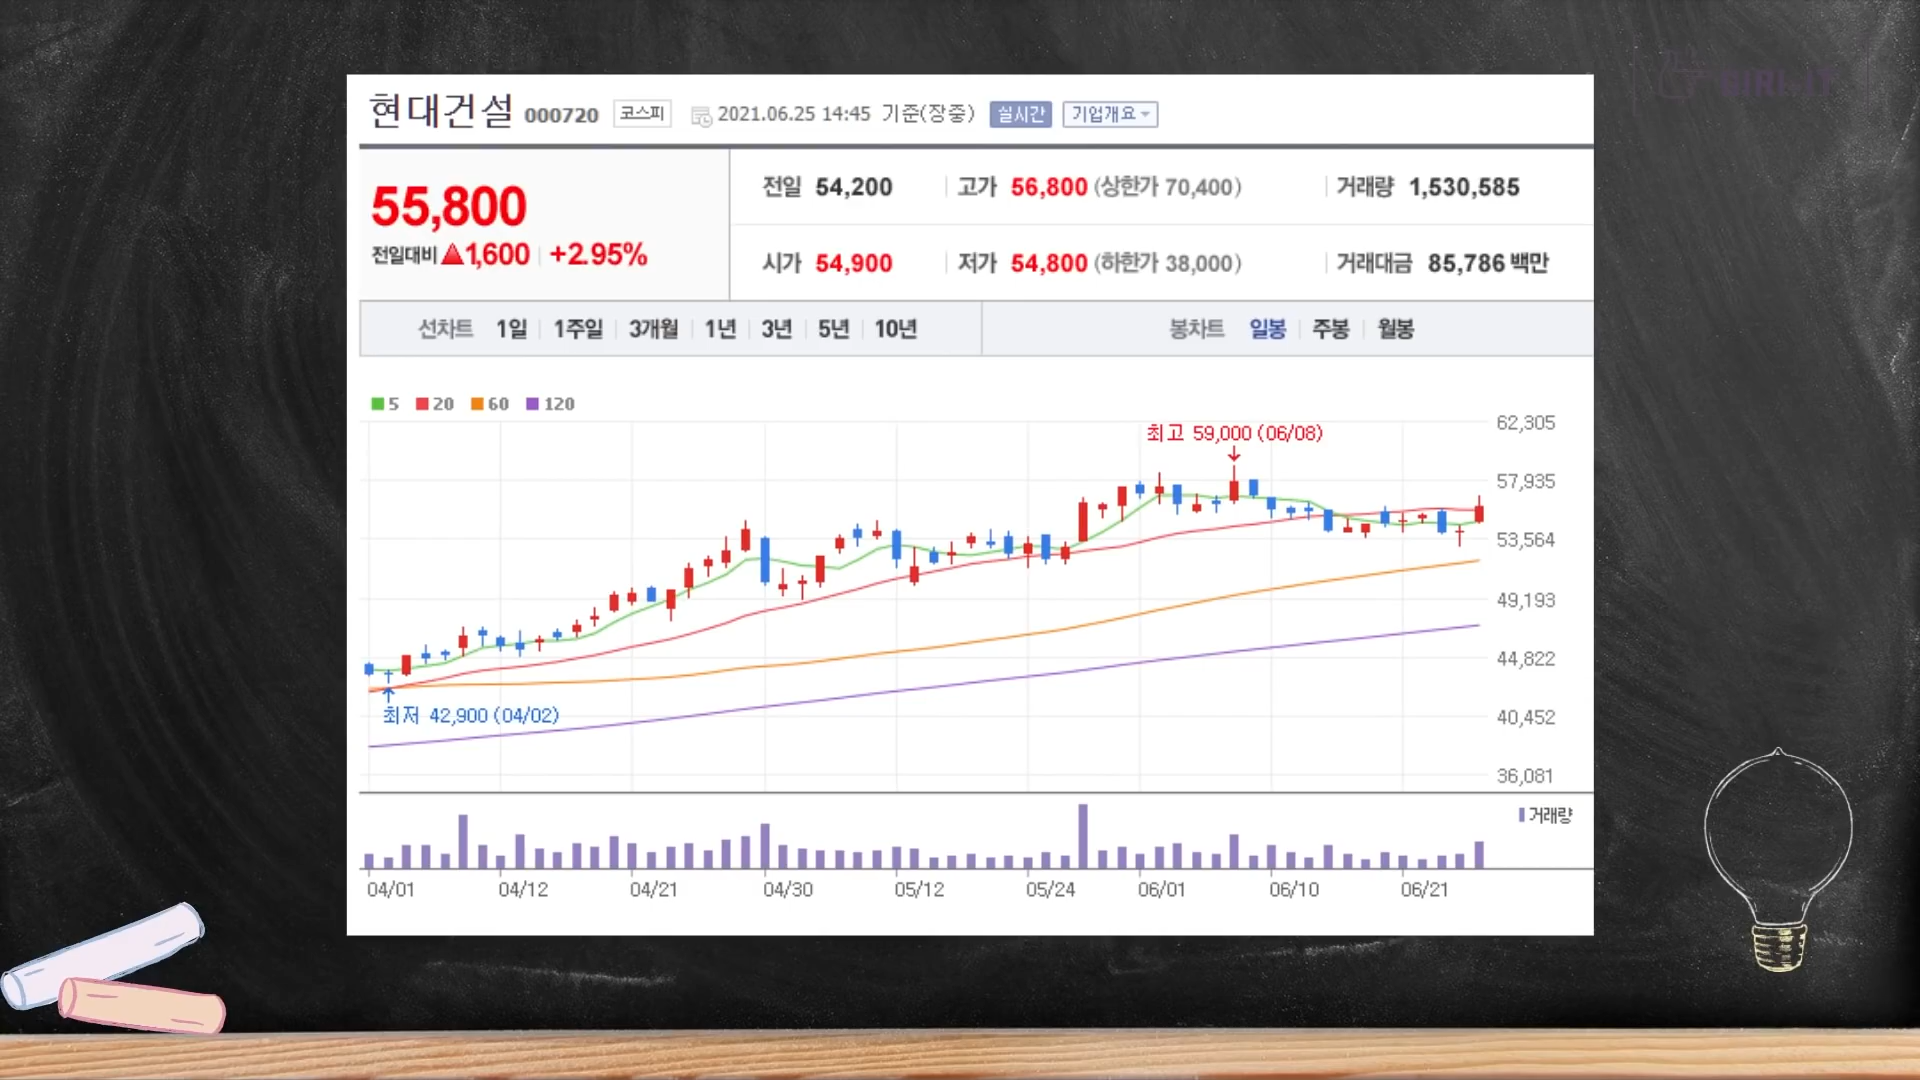 현대건설 000720 코스피 2021.06.25 14:45 기준(장중) 실시간 기업개요
55,800
전일대비 ▲1,600 +2.95%
전일 54,200 고가 56,800 (상한가 70,400) 거래량 1,530,585
시가 54,900 저가 54,800 (하한가 38,000) 거래대금 85,786 백만
선차트 1일 1주일 3개월 1년 3년 5년 10년 봉차트 일봉 주봉 월봉
5 20 60 120
62,305
최고 59,000 (06/08)
57,935
53,564
49,193
44,822
최저 42,900 (04/02)
40,452
36,081
거래량
04/01 04/12 04/21 04/30 05/12 05/24 06/01 06/10 06/21